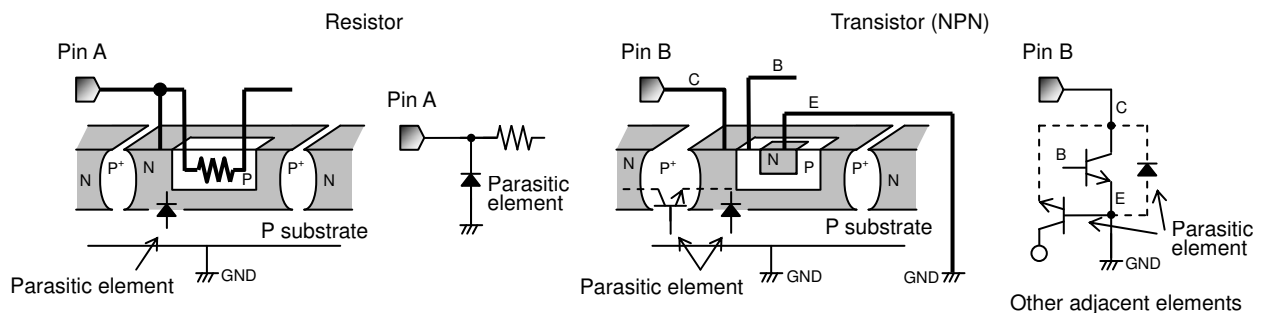 Resistor
Transistor (NPN)
Pin A
Pin A
N
P+
N
P
P+
N
Parasitic
element
P substrate
GND
Parasitic element
Pin B
C
B
E
N
P+
N
P
P+
N
P substrate
GND
GND
Parasitic element
Pin B
C
B
E
Parasitic
element
GND
Other adjacent elements